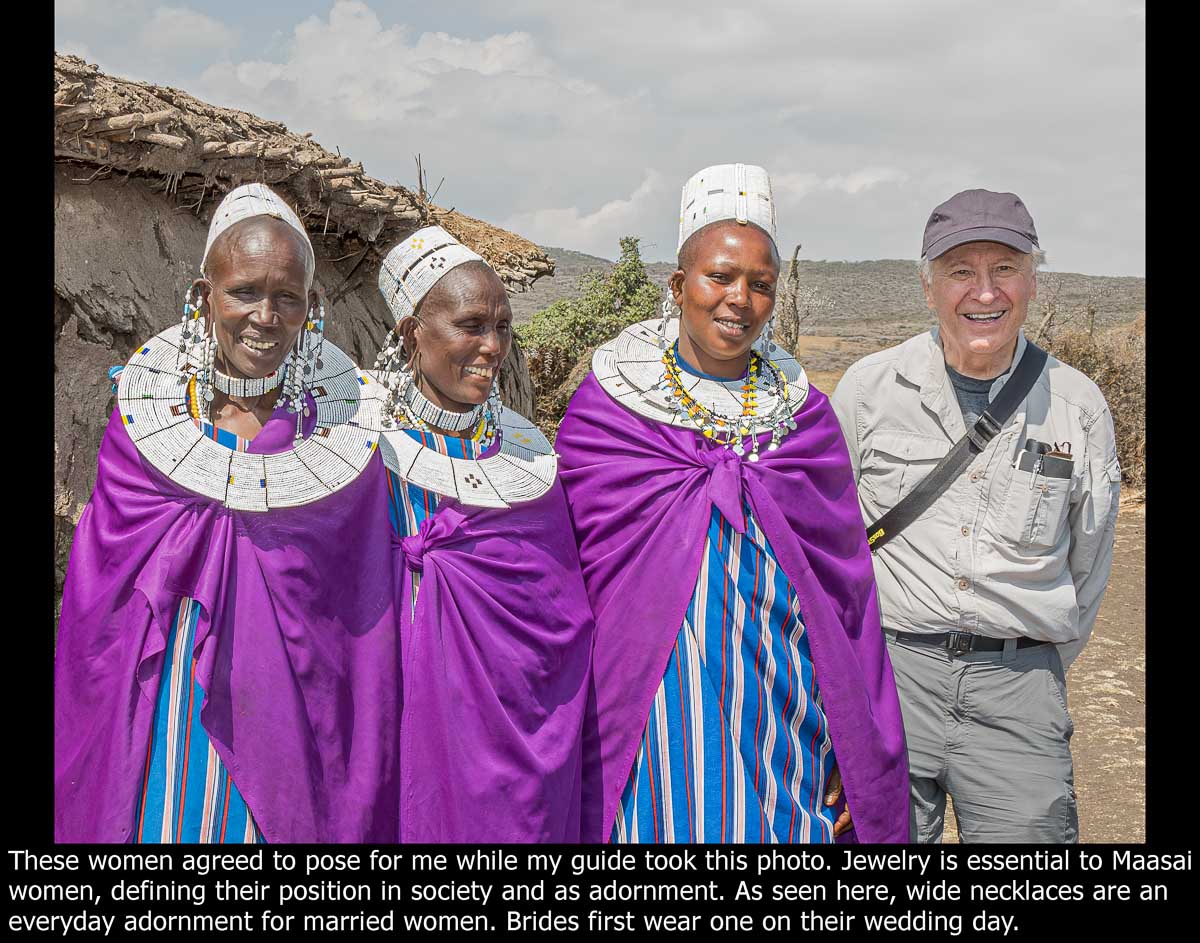 These women agreed to pose for me while my guide took this photo. Jewelry is essential to Maasai
women, defining their position in society and as adornment. As seen here, wide necklaces are an
everyday adornment for married women. Brides first wear one on their wedding day.